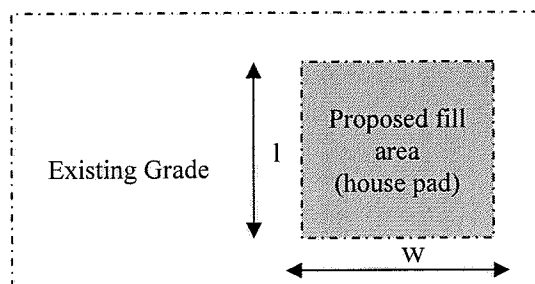 Proposed fill
area
(house pad)
Existing Grade
l
w